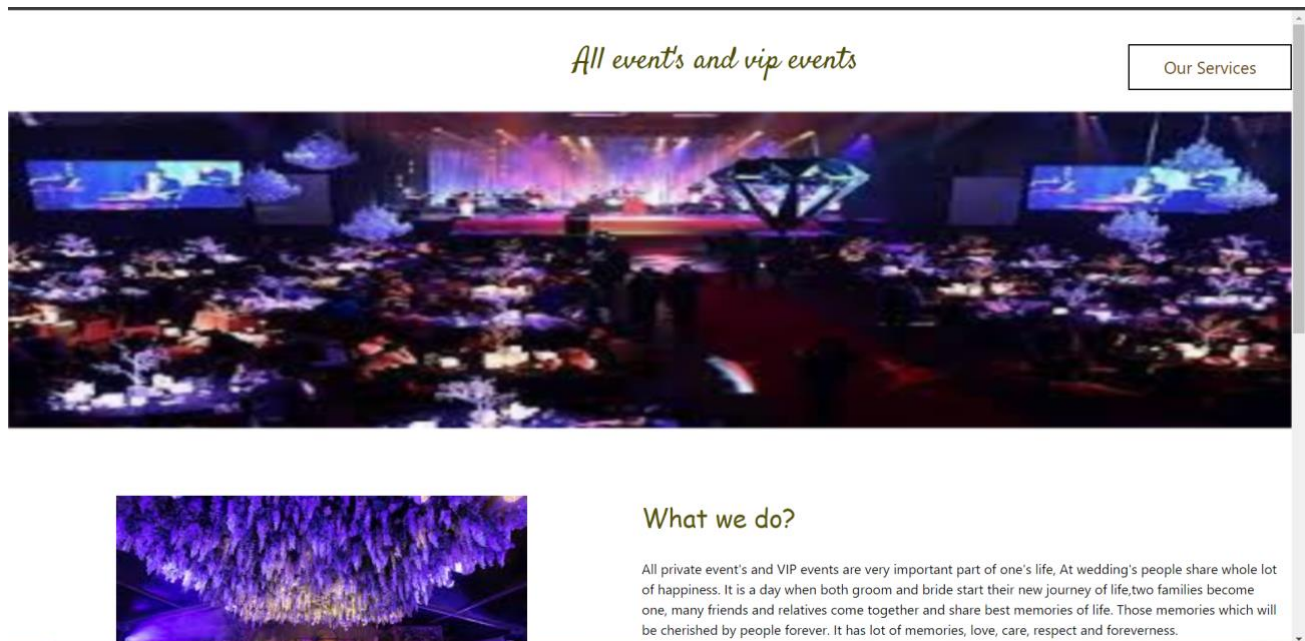 All event's and vip events
Our Services
What we do?
All private event's and VIP events are very important part of one's life, At wedding's people share whole lot
of happiness. It is a day when both groom and bride start their new journey of life,two families become
one, many friends and relatives come together and share best memories of life. Those memories which will
be cherished by people forever. It has lot of memories, love, care, respect and foreverness.